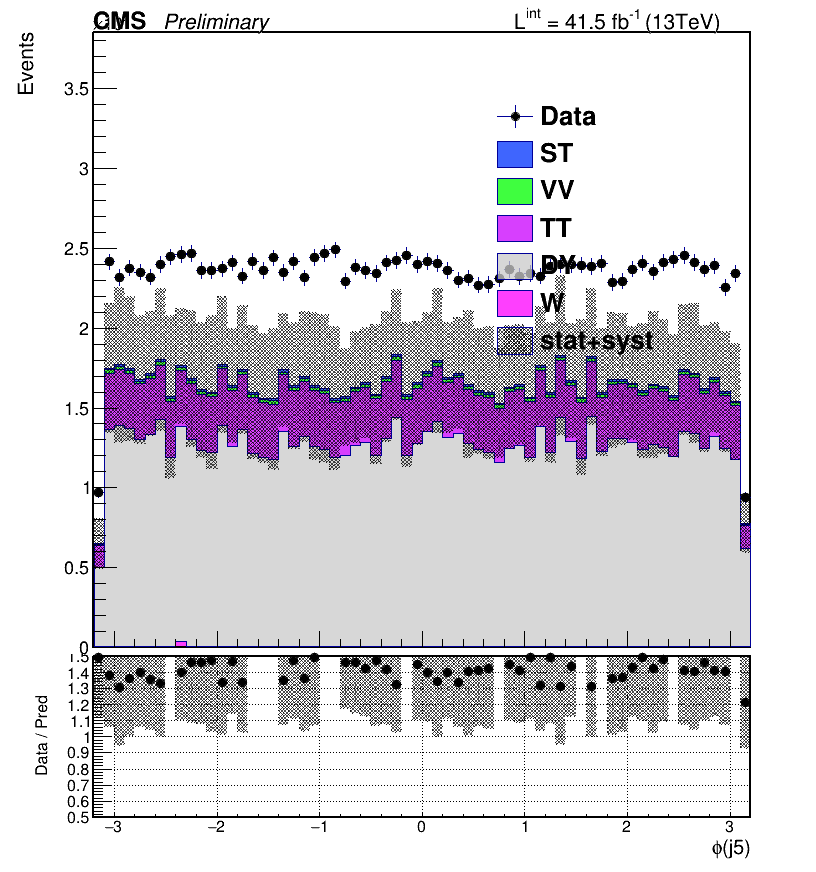 CMS Preliminary L^int = 41.5 fb^-1 (13TeV)
Events
3.5
3
2.5
2
1.5
1
0.5
0
Data
ST
VV
TT
DY
W
stat+syst
Data / Pred
1.5
1.4
1.3
1.2
1.1
1
0.9
0.8
0.7
0.6
0.5
−3 −2 −1 0 1 2 3
ϕ(j5)